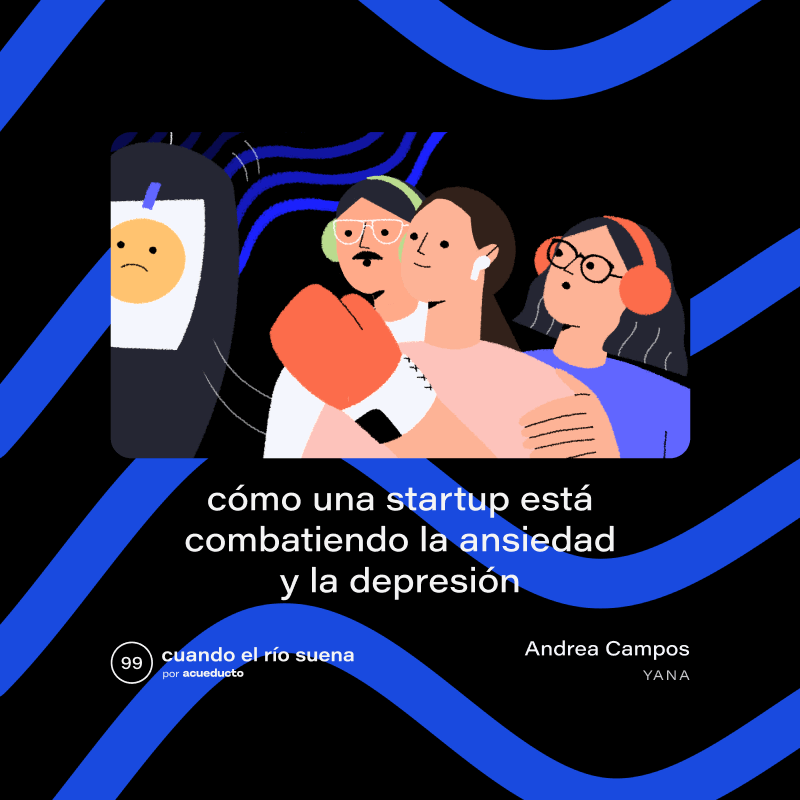 cómo una startup está
combatiendo la ansiedad
y la depresión
99
cuando el río suena
por acueducto
Andrea Campos
YANA